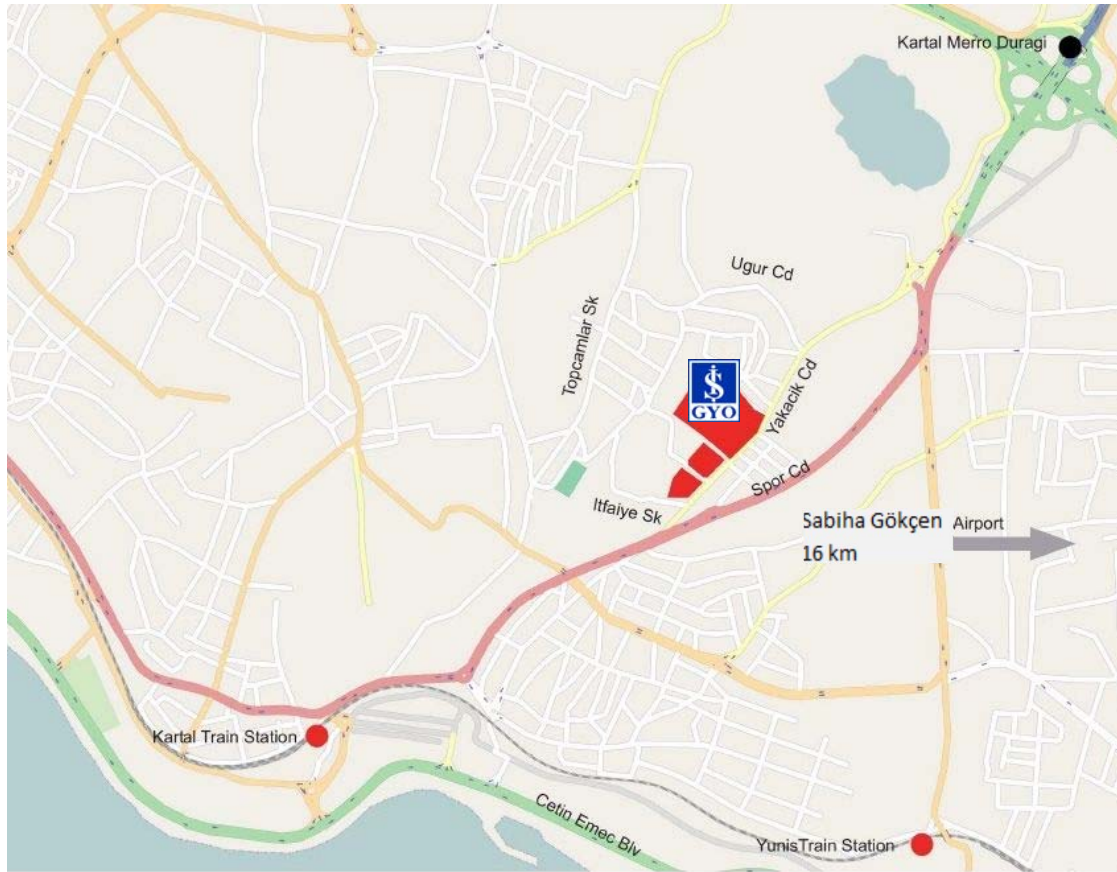 Kartal Merro Duragi
Ugur Cd
Topcamlar Sk
İŞ
GYO
Yakacik Cd
Spor Cd
Itfaiye Sk
Sabiha Gökçen Airport
16 km
Kartal Train Station
Cetin Emec Blv
YunisTrain Station